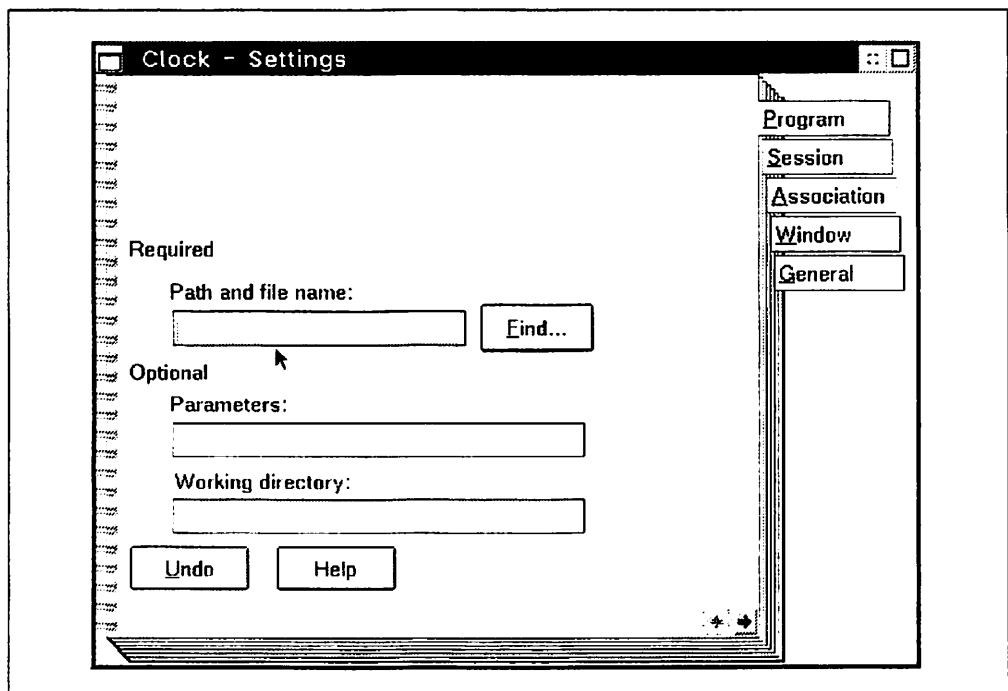 Clock - Settings
Program
Session
Association
Window
General
Required
Path and file name:
Find...
Optional
Parameters:
Working directory:
Undo
Help